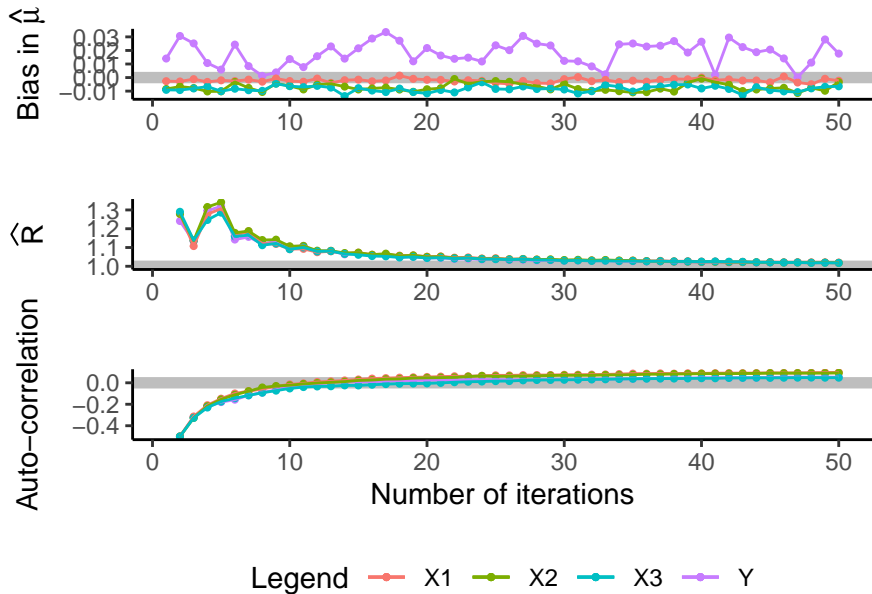 Bias in μ̂
0.03
0.02
0.01
0.00
−0.01
0 10 20 30 40 50
R̂
1.3
1.2
1.1
1.0
0 10 20 30 40 50
Auto−correlation
0.0
−0.2
−0.4
0 10 20 30 40 50
Number of iterations
Legend X1 X2 X3 Y